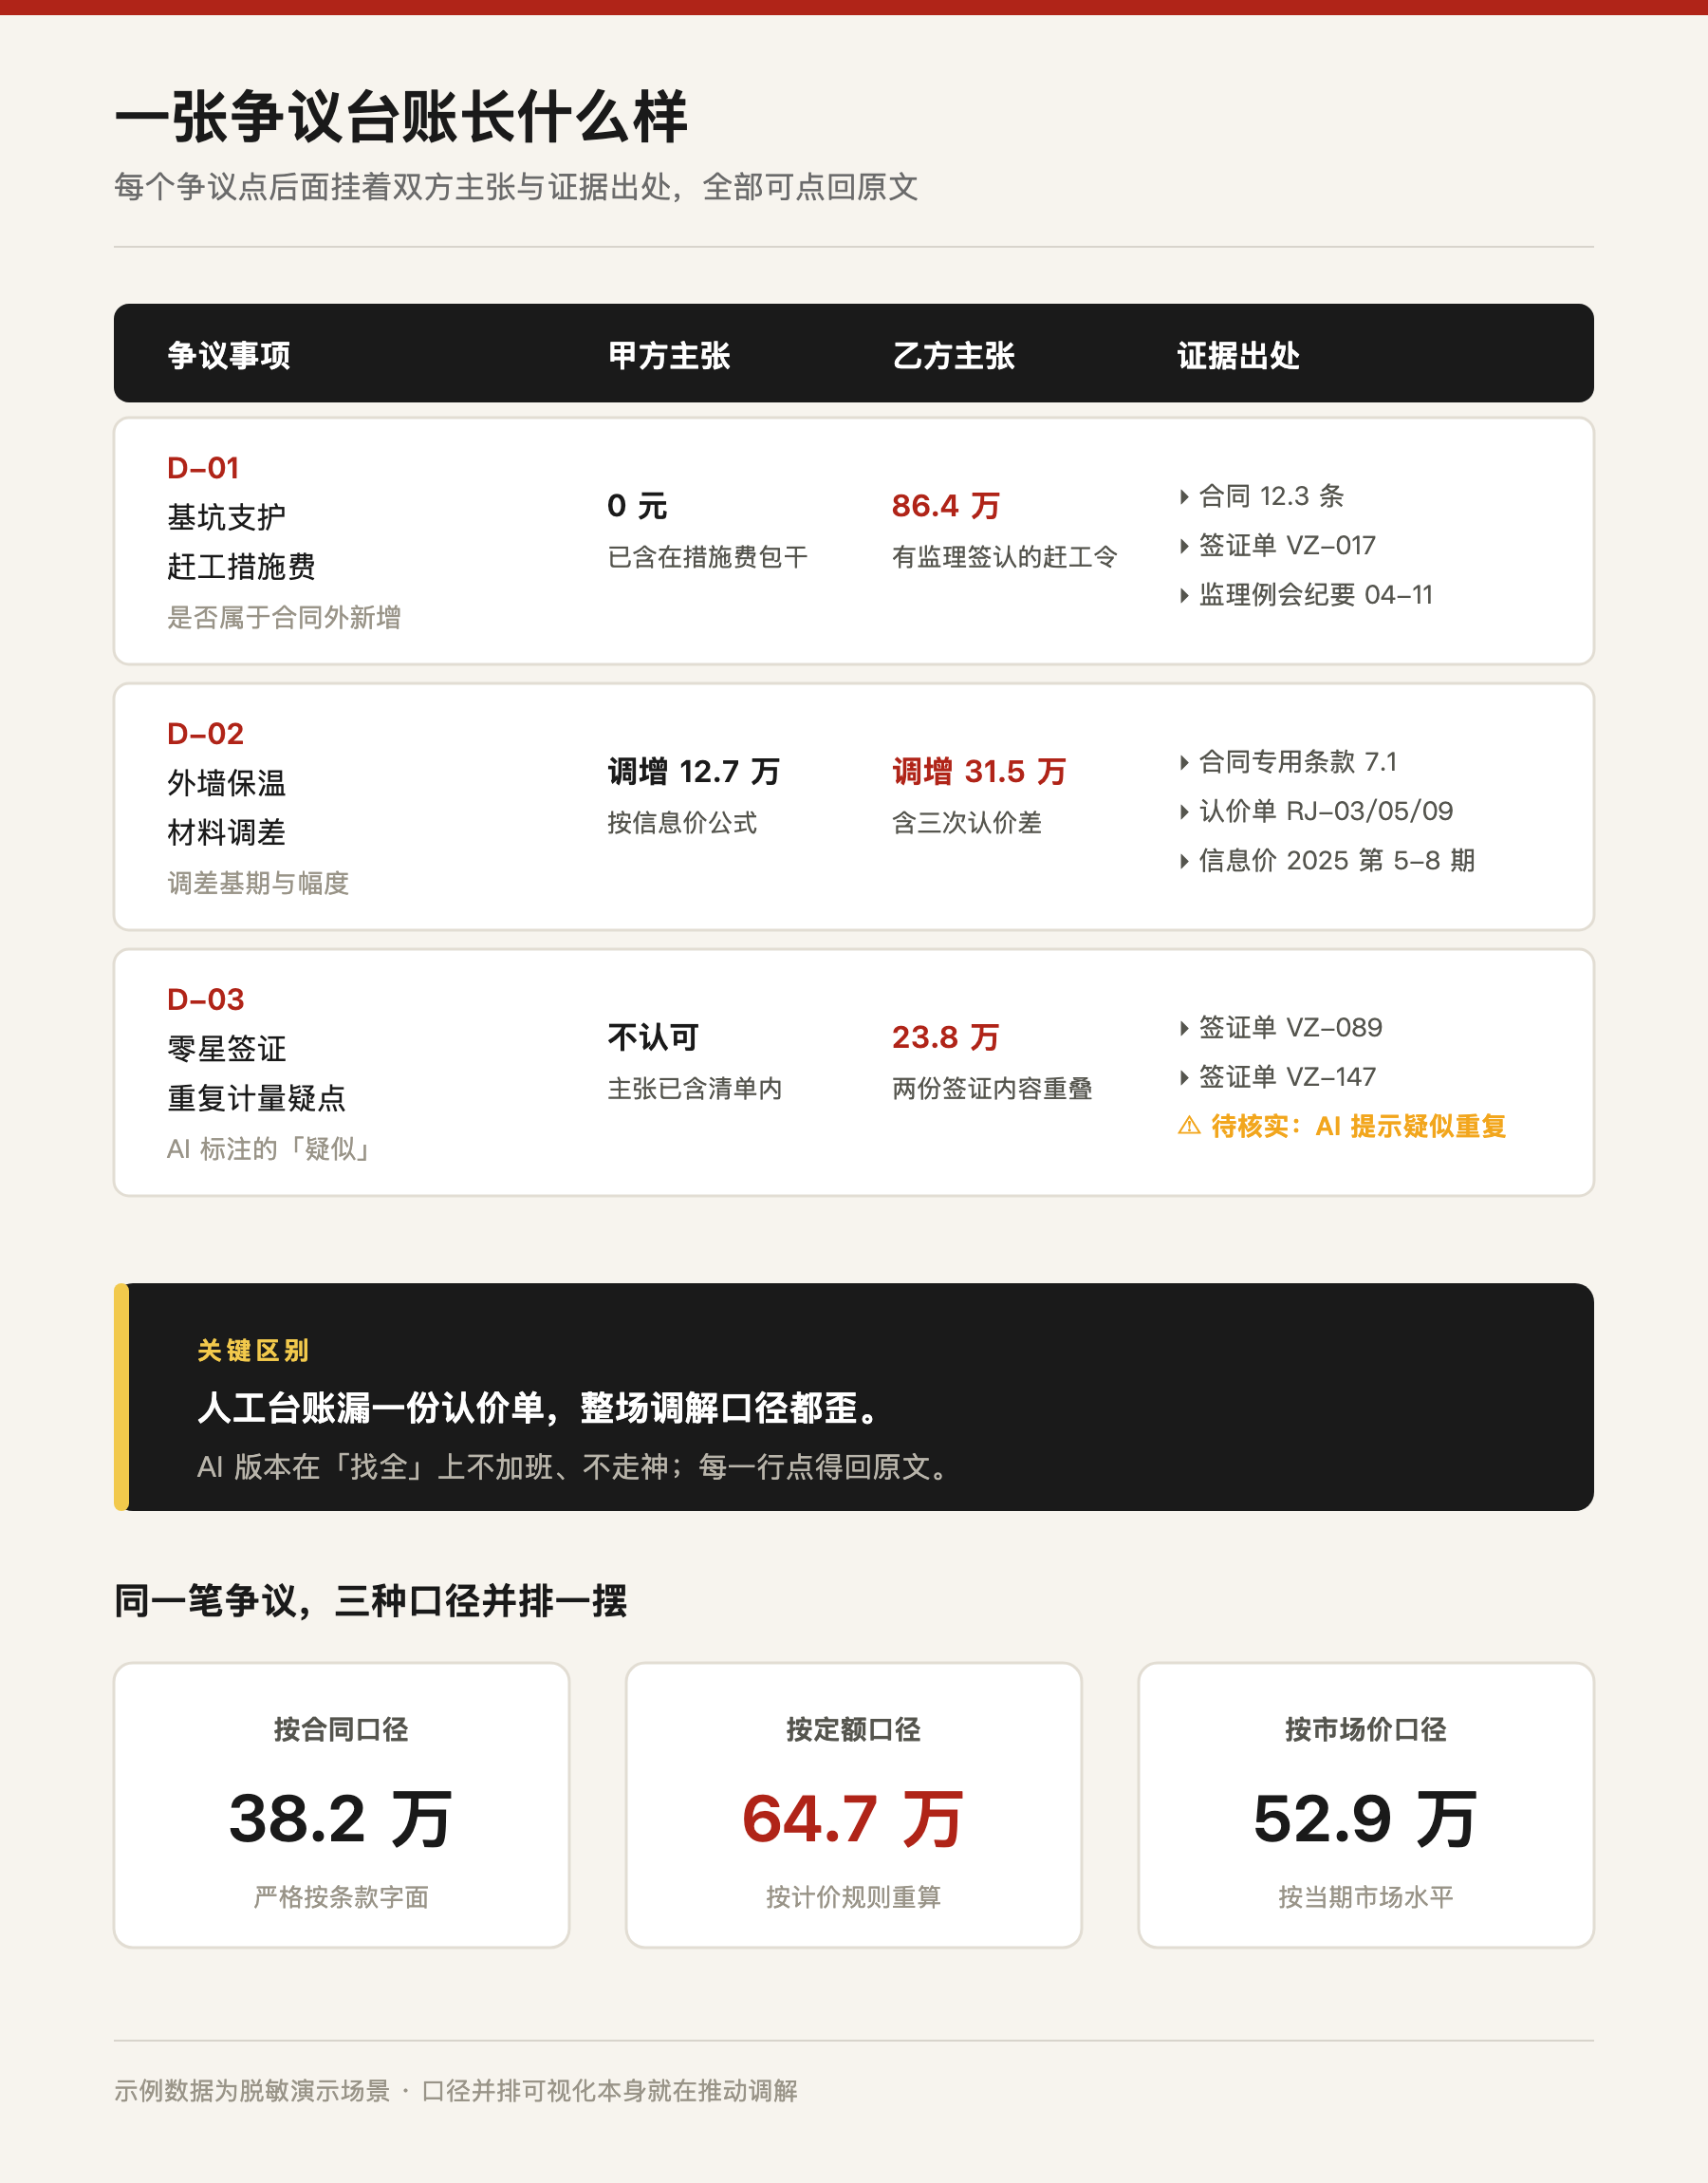 一张争议台账长什么样
每个争议点后面挂着双方主张与证据出处，全部可点回原文
争议事项 甲方主张 乙方主张 证据出处
D–01
基坑支护
赶工措施费
是否属于合同外新增
0 元
已含在措施费包干
86.4 万
有监理签认的赶工令
▸ 合同 12.3 条
▸ 签证单 VZ–017
▸ 监理例会纪要 04–11
D–02
外墙保温
材料调差
调差基期与幅度
调增 12.7 万
按信息价公式
调增 31.5 万
含三次认价差
▸ 合同专用条款 7.1
▸ 认价单 RJ–03/05/09
▸ 信息价 2025 第 5–8 期
D–03
零星签证
重复计量疑点
AI 标注的「疑似」
不认可
主张已含清单内
23.8 万
两份签证内容重叠
▸ 签证单 VZ–089
▸ 签证单 VZ–147
⚠ 待核实：AI 提示疑似重复
关键区别
人工台账漏一份认价单，整场调解口径都歪。
AI 版本在「找全」上不加班、不走神；每一行点得回原文。
同一笔争议，三种口径并排一摆
按合同口径
38.2 万
严格按条款字面
按定额口径
64.7 万
按计价规则重算
按市场价口径
52.9 万
按当期市场水平
示例数据为脱敏演示场景 · 口径并排可视化本身就在推动调解